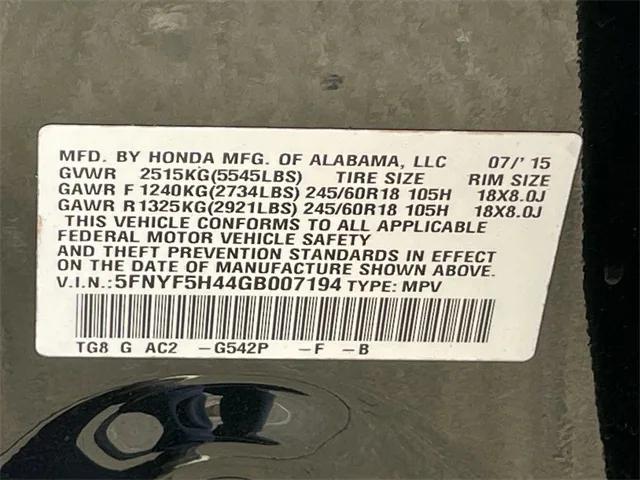 MFD. BY HONDA MFG. OF ALABAMA, LLC 07/'15
GVWR 2515KG(5545LBS) TIRE SIZE RIM SIZE
GAWR F 1240KG(2734LBS) 245/60R18 105H 18X8.0J
GAWR R1325KG(2921LBS) 245/60R18 105H 18X8.0J
THIS VEHICLE CONFORMS TO ALL APPLICABLE
FEDERAL MOTOR VEHICLE SAFETY
AND THEFT PREVENTION STANDARDS IN EFFECT
ON THE DATE OF MANUFACTURE SHOWN ABOVE.
V.I.N.:5FNYF5H44GB007194 TYPE: MPV
TG8 G AC2 -G542P -F -B